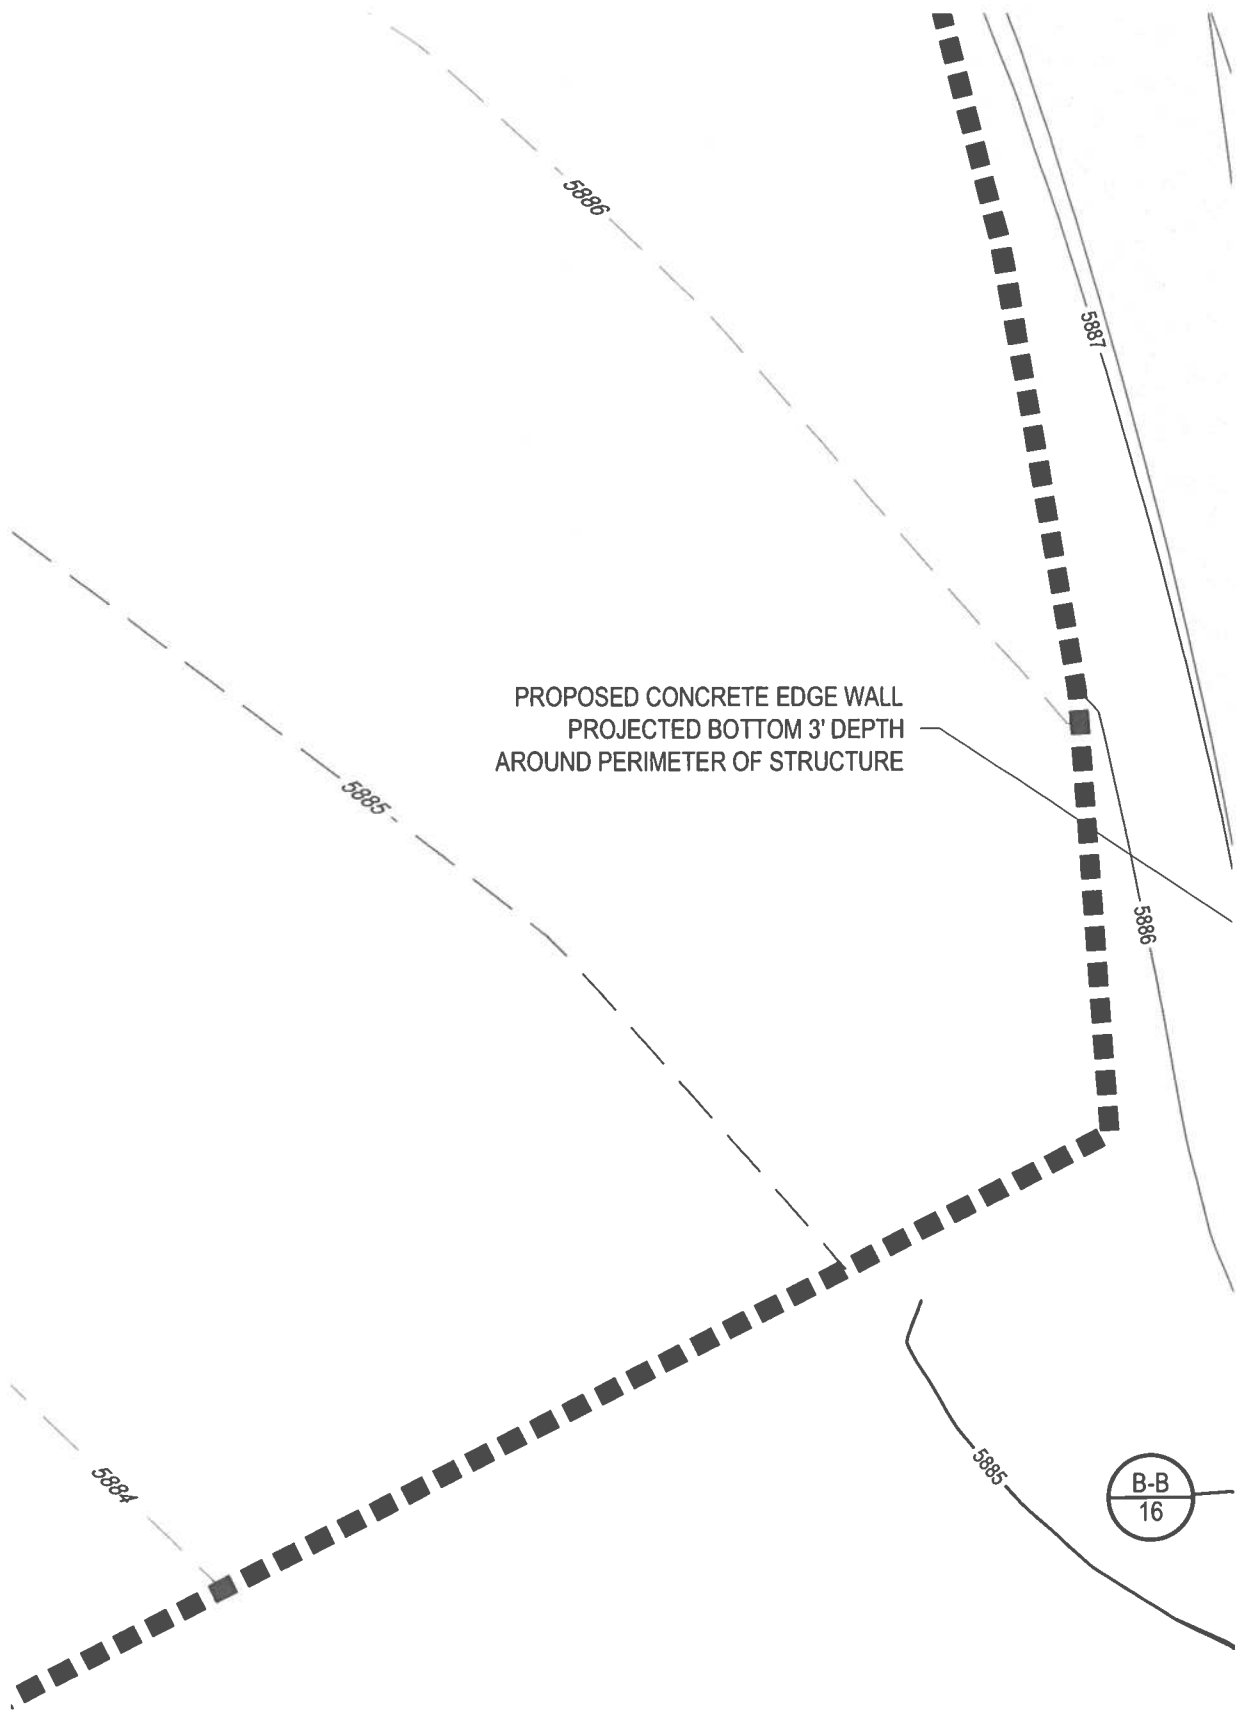 5886
5887
PROPOSED CONCRETE EDGE WALL
PROJECTED BOTTOM 3' DEPTH
AROUND PERIMETER OF STRUCTURE
5885
5886
5885
5884
B-B
16